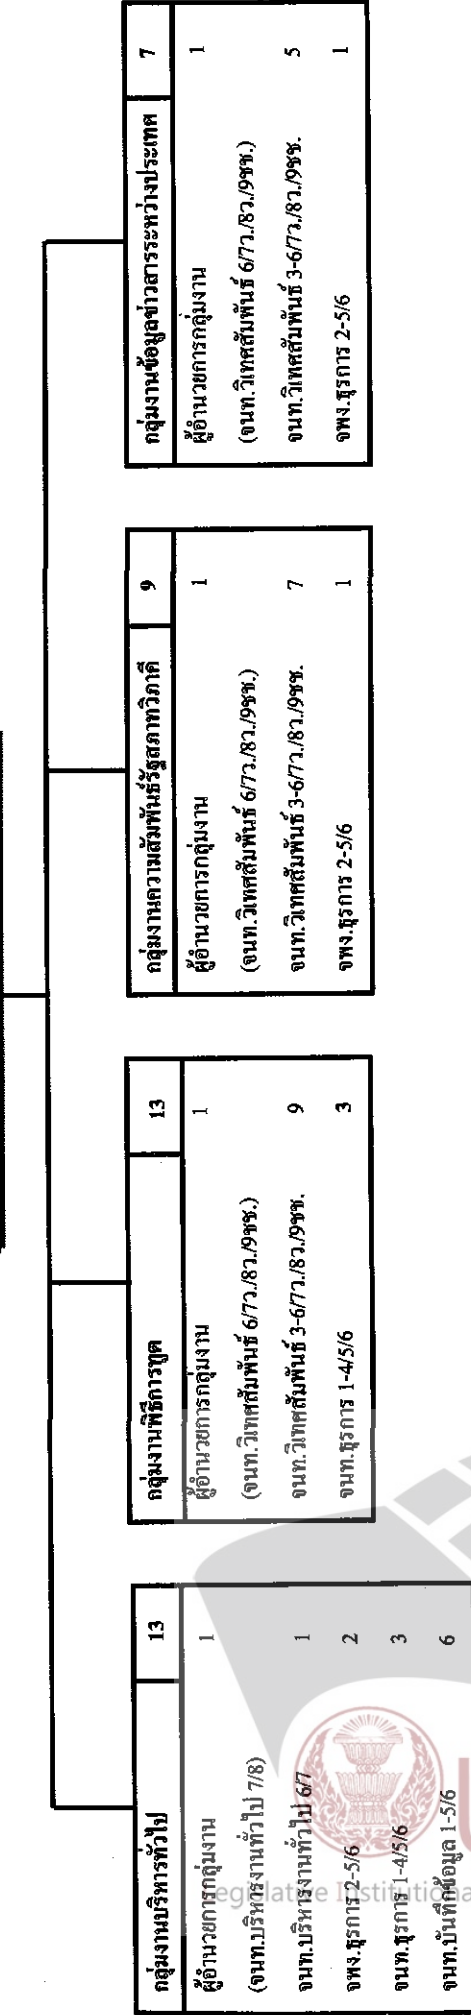 กลุ่มงานบริหารทั่วไป 13
ผู้อำนวยการกลุ่มงาน 1
(จนท.บริหารงานทั่วไป 7/8)
จนท.บริหารงานทั่วไป 6/7 1
จพง.ธุรการ 2-5/6 2
จนท.ธุรการ 1-4/5/6 3
จนท.บันทึกข้อมูล 1-5/6 6
กลุ่มงานพิธีการทูต 13
ผู้อำนวยการกลุ่มงาน 1
(จนท.วิเทศสัมพันธ์ 6/7ว./8ว./9ชช.)
จนท.วิเทศสัมพันธ์ 3-6/7ว./8ว./9ชช. 9
จนท.ธุรการ 1-4/5/6 3
กลุ่มงานความสัมพันธ์รัฐสภาทวิภาคี 9
ผู้อำนวยการกลุ่มงาน 1
(จนท.วิเทศสัมพันธ์ 6/7ว./8ว./9ชช.)
จนท.วิเทศสัมพันธ์ 3-6/7ว./8ว./9ชช. 7
จพง.ธุรการ 2-5/6 1
กลุ่มงานข้อมูลข่าวสารระหว่างประเทศ 7
ผู้อำนวยการกลุ่มงาน 1
(จนท.วิเทศสัมพันธ์ 6/7ว./8ว./9ชช.)
จนท.วิเทศสัมพันธ์ 3-6/7ว./8ว./9ชช. 5
จพง.ธุรการ 2-5/6 1